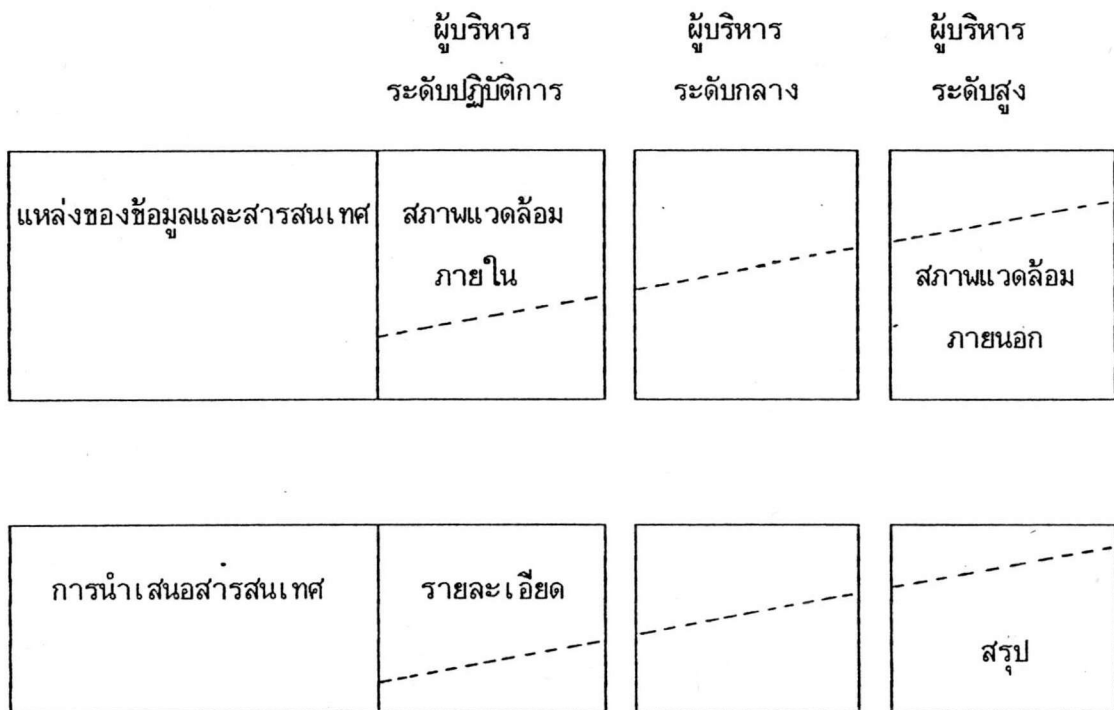 ผู้บริหาร ผู้บริหาร ผู้บริหาร
ระดับปฏิบัติการ ระดับกลาง ระดับสูง
แหล่งของข้อมูลและสารสนเทศ สภาพแวดล้อม
ภายใน
สภาพแวดล้อม
ภายนอก
การนำเสนอสารสนเทศ รายละเอียด
สรุป